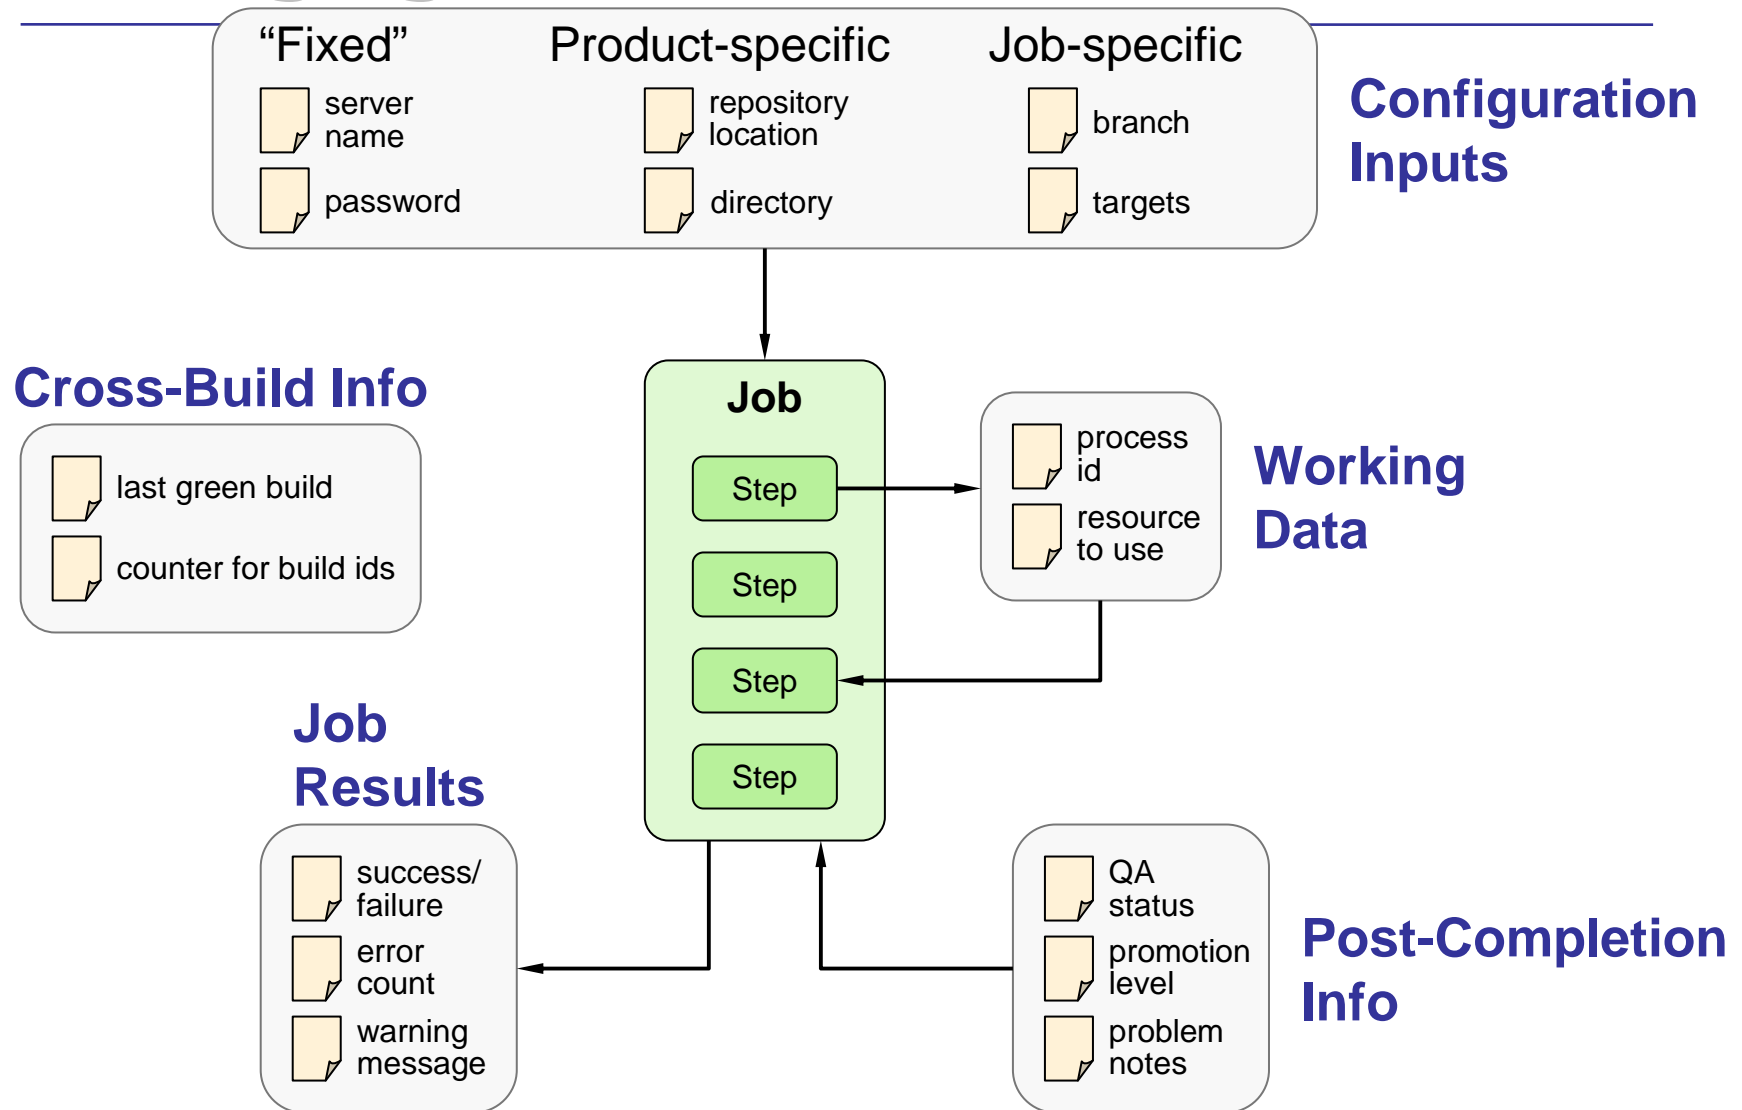 “Fixed” Product-specific Job-specific
server
name
repository
location
branch
password
directory
targets
Configuration
Inputs
Cross-Build Info
last green build
counter for build ids
Job
Step
Step
Step
Step
process
id
resource
to use
Working
Data
Job
Results
success/
failure
error
count
warning
message
QA
status
promotion
level
problem
notes
Post-Completion
Info